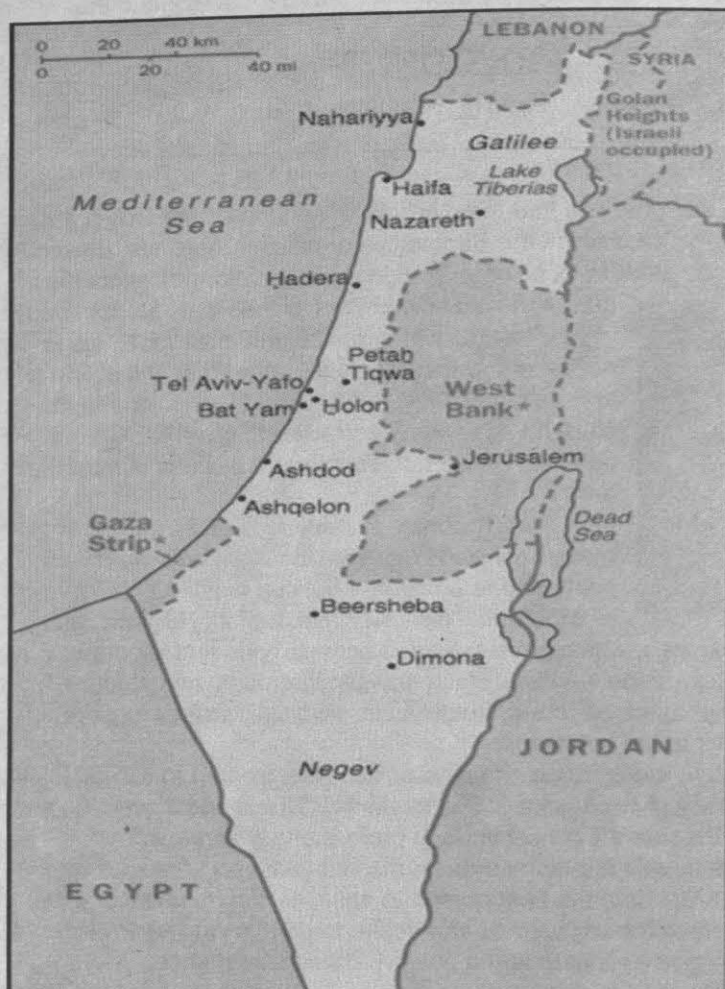 LEBANON
0 20 40 km
0 20 40 mi
SYRIA
Golan
Heights
(Israeli
occupied)
Nahariyya
Galilee
Lake
Tiberias
Haifa
Mediterranean
Sea
Nazareth
Hadera
Petab
Tiqwa
Tel Aviv-Yafo
West
Bank*
Bat Yam
Holon
Jerusalem
Ashdod
Ashqelon
Gaza
Strip*
Dead
Sea
Beersheba
Dimona
JORDAN
Negev
EGYPT